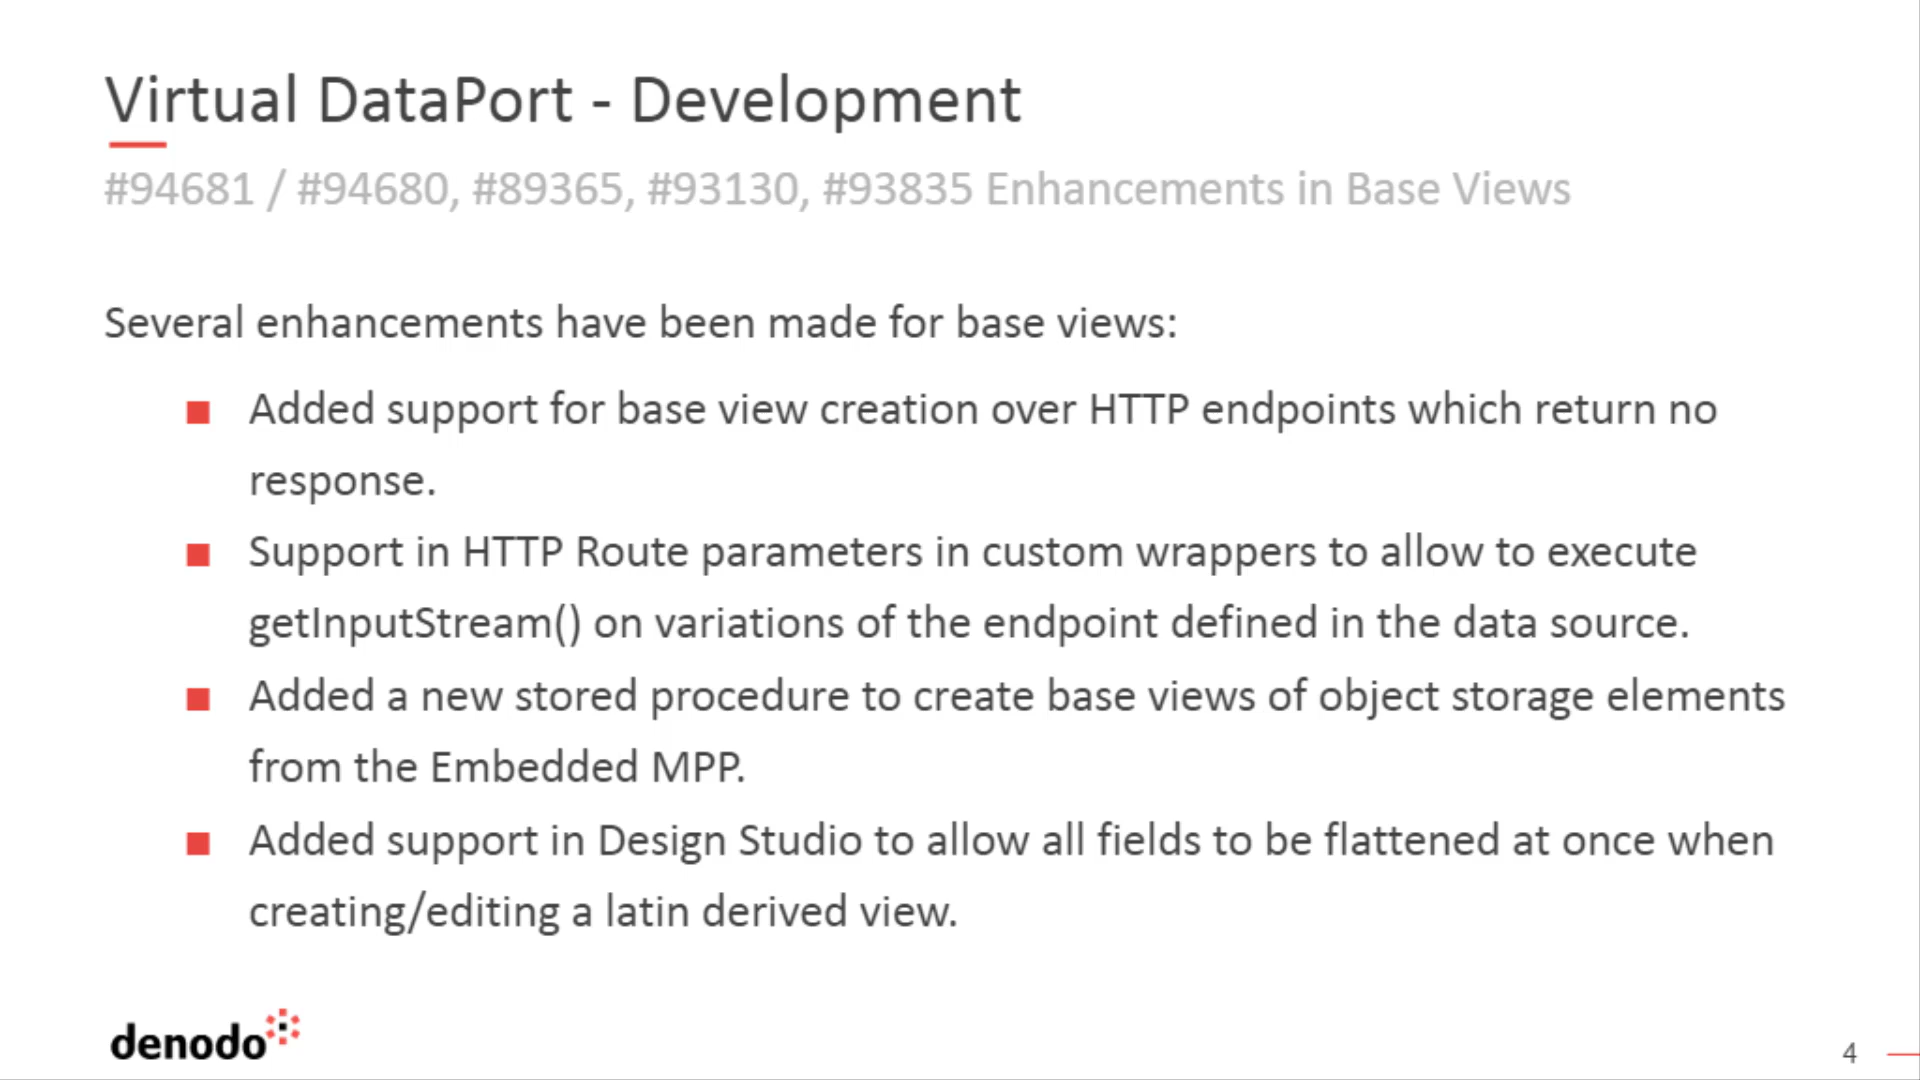 Virtual DataPort - Development
#94681 / #94680, #89365, #93130, #93835 Enhancements in Base Views
Several enhancements have been made for base views:
■ Added support for base view creation over HTTP endpoints which return no
response.
■ Support in HTTP Route parameters in custom wrappers to allow to execute
getInputStream() on variations of the endpoint defined in the data source.
■ Added a new stored procedure to create base views of object storage elements
from the Embedded MPP.
■ Added support in Design Studio to allow all fields to be flattened at once when
creating/editing a latin derived view.
denodo
4